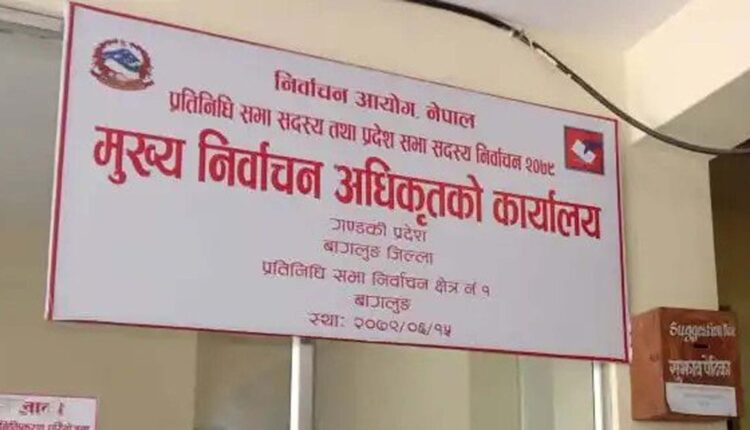 निर्वाचन आयोग, नेपाल
प्रतिनिधि सभा सदस्य तथा प्रदेश सभा सदस्य निर्वाचन २०७९
मुख्य निर्वाचन अधिकृतको कार्यालय
गण्डकी प्रदेश
बागलुङ जिल्ला
प्रतिनिधि सभा निर्वाचन क्षेत्र नं १
बागलुङ
स्था: २०७९/०६/१५
Suggestion Box
सुझाव पेटिका